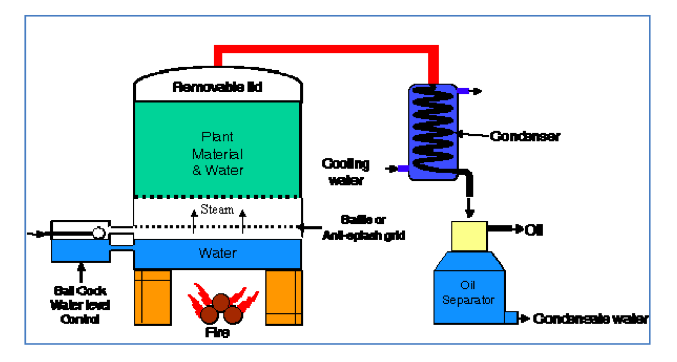 Removable lid
Plant
Material
& Water
Steam
Baffle or
Anti-splash grid
Water
Ball Cock
Water level
Control
Fire
Cooling
water
Condenser
Oil
Oil
Separator
Condensate water